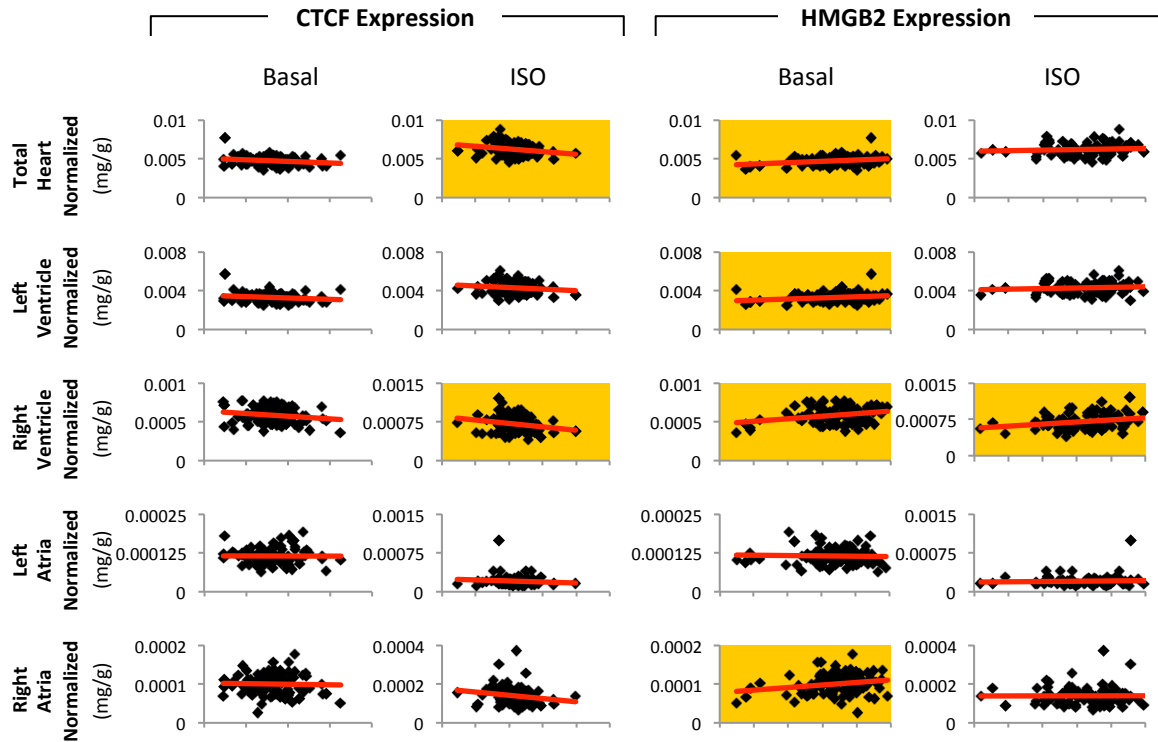 CTCF Expression HMGB2 Expression
Basal ISO Basal ISO
Total
Heart
Normalized
(mg/g)
0.01 0.01 0.01 0.01
0.005 0.005 0.005 0.005
0 0 0 0
Left
Ventricle
Normalized
(mg/g)
0.008 0.008 0.008 0.008
0.004 0.004 0.004 0.004
0 0 0 0
Right
Ventricle
Normalized
(mg/g)
0.001 0.0015 0.001 0.0015
0.0005 0.00075 0.0005 0.00075
0 0 0 0
Left
Atria
Normalized
(mg/g)
0.00025 0.0015 0.00025 0.0015
0.000125 0.00075 0.000125 0.00075
0 0 0 0
Right
Atria
Normalized
(mg/g)
0.0002 0.0004 0.0002 0.0004
0.0001 0.0002 0.0001 0.0002
0 0 0 0